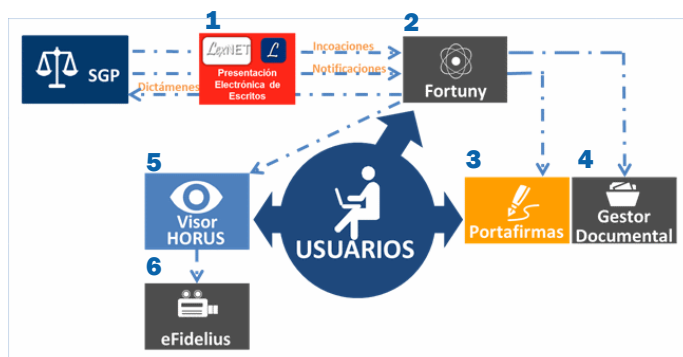 1
2
LexNET
L
Incoaciones
SGP
Presentación
Electrónica de
Escritos
Notificaciones
Dictámenes
Fortuny
5
3
4
Visor
HORUS
USUARIOS
Portafirmas
Gestor
Documental
6
eFidelius